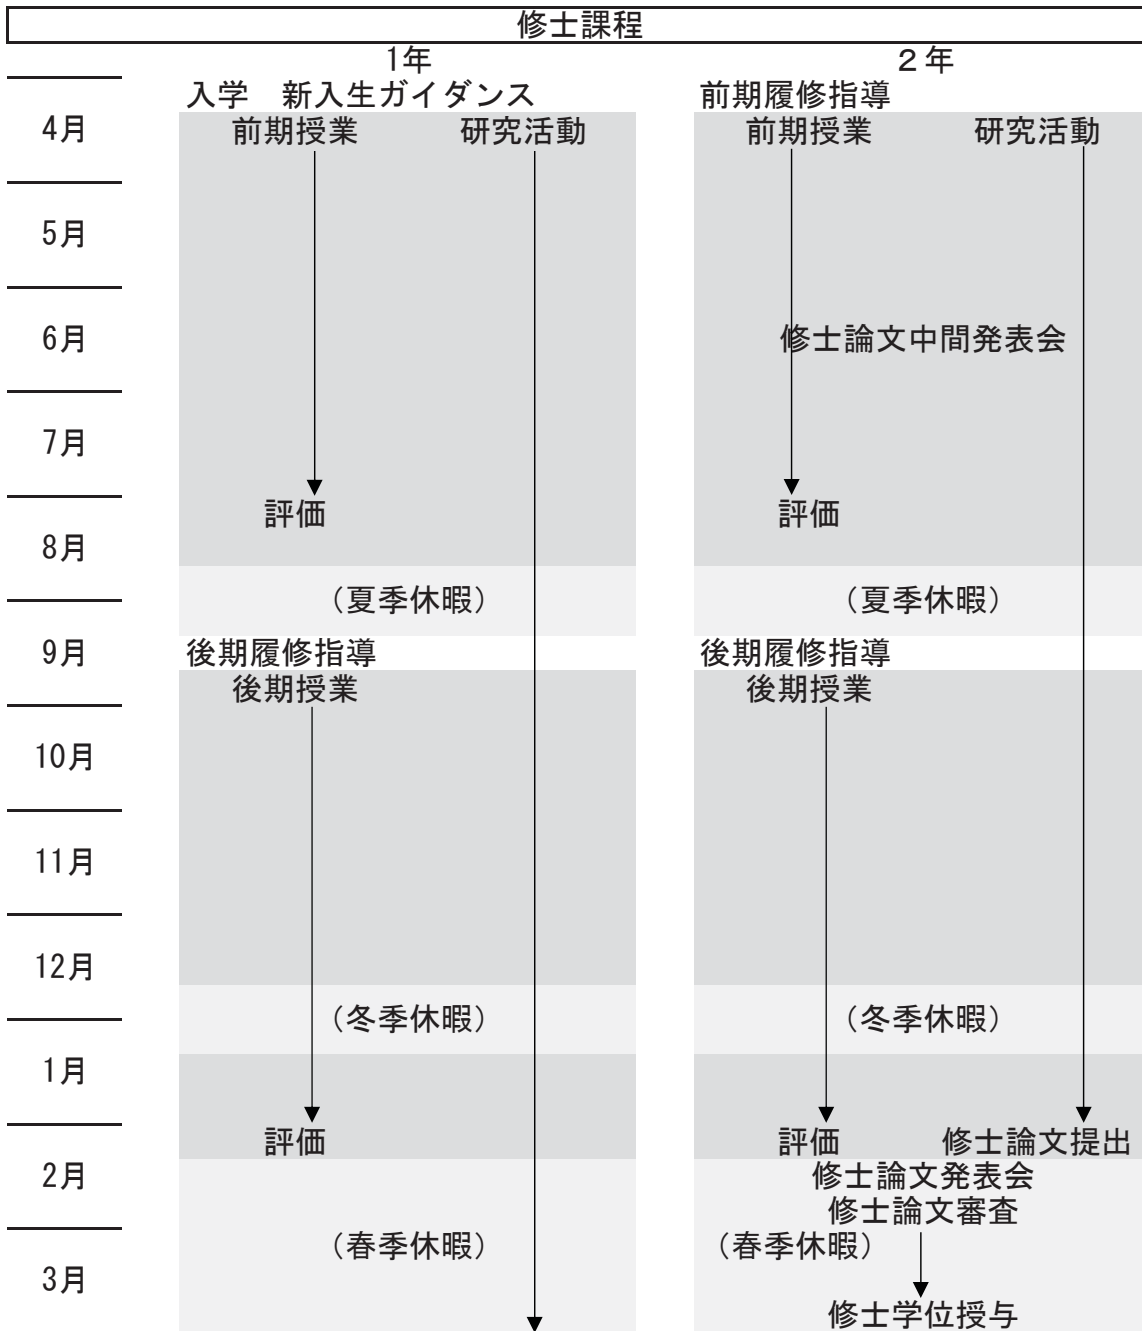 修士課程
1年 2年
入学 新入生ガイダンス 前期履修指導
4月 前期授業 研究活動 前期授業 研究活動
5月
6月 修士論文中間発表会
7月
評価 評価
8月
（夏季休暇） （夏季休暇）
9月 後期履修指導 後期履修指導
後期授業 後期授業
10月
11月
12月
（冬季休暇） （冬季休暇）
1月
評価 評価 修士論文提出
2月 修士論文発表会
修士論文審査
（春季休暇） （春季休暇）
3月
修士学位授与